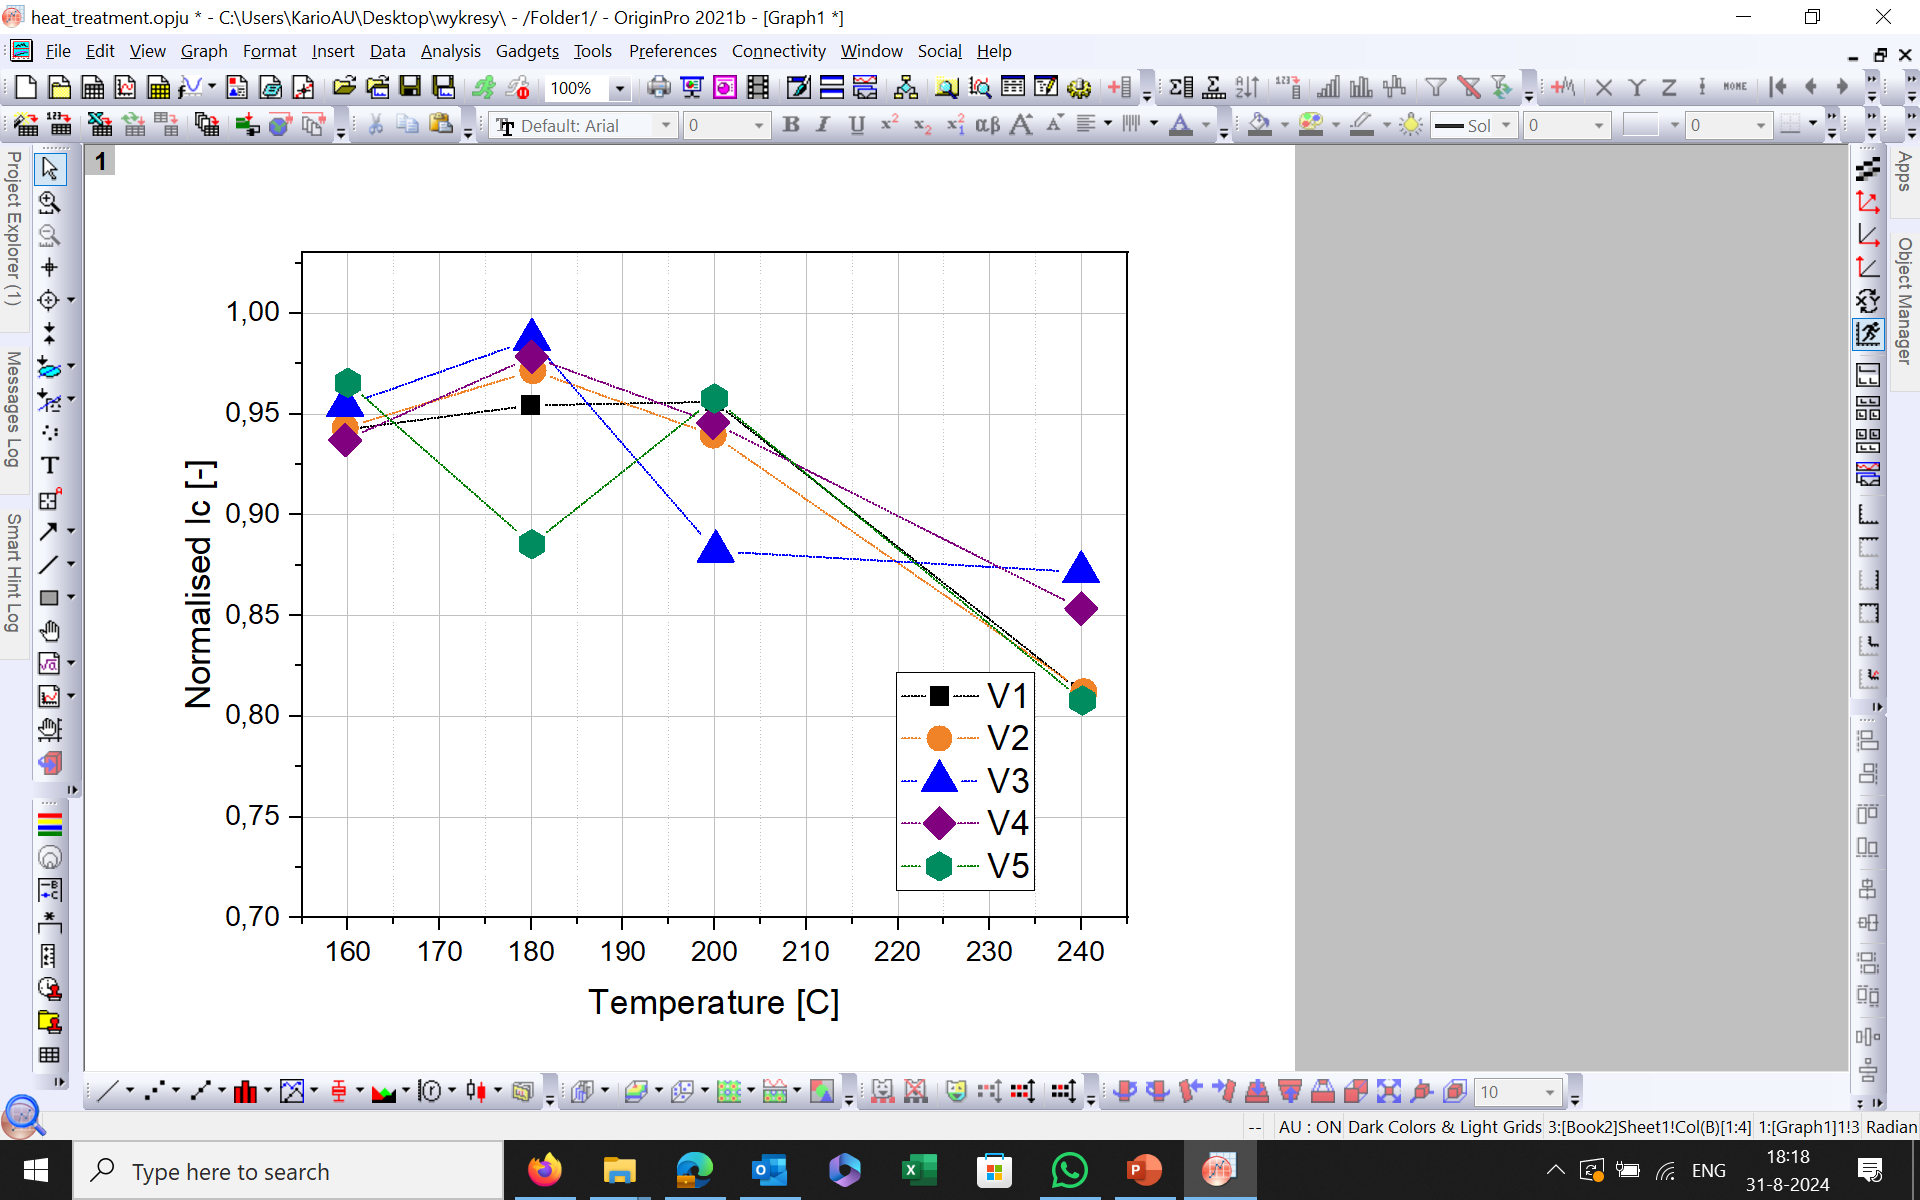 heat_treatment.opju * - C:\Users\KarioAU\Desktop\wykresy\ - /Folder1/ - OriginPro 2021b - [Graph1 *]
File Edit View Graph Format Insert Data Analysis Gadgets Tools Preferences Connectivity Window Social Help
100%
Default: Arial 0 B I U Sol 0 0
Project Explorer (1)
Messages Log
Smart Hint Log
Apps
Object Manager
1
1,00
0,95
0,90
0,85
0,80
0,75
0,70
Normalised Ic [-]
160 170 180 190 200 210 220 230 240
Temperature [C]
V1
V2
V3
V4
V5
10
-- AU : ON Dark Colors & Light Grids 3:[Book2]Sheet1!Col(B)[1:4] 1:[Graph1]1!3 Radian
Type here to search
ENG
18:18
31-8-2024